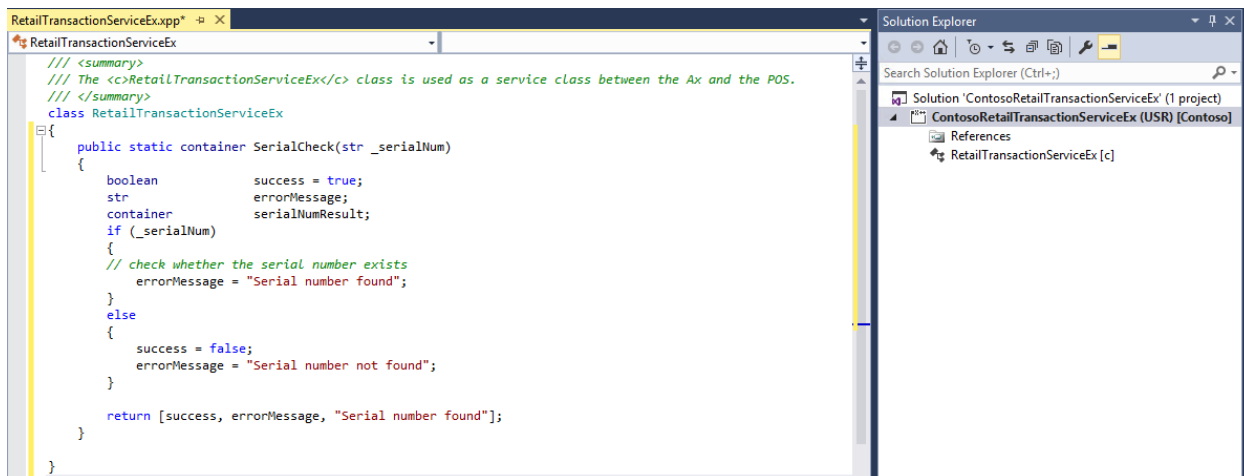 RetailTransactionServiceEx.xpp*
RetailTransactionServiceEx
/// <summary>
/// The <c>RetailTransactionServiceEx</c> class is used as a service class between the Ax and the POS.
/// </summary>
class RetailTransactionServiceEx
{
public static container SerialCheck(str _serialNum)
{
boolean success = true;
str errorMessage;
container serialNumResult;
if (_serialNum)
{
// check whether the serial number exists
errorMessage = "Serial number found";
}
else
{
success = false;
errorMessage = "Serial number not found";
}
return [success, errorMessage, "Serial number found"];
}
}
Solution Explorer
Search Solution Explorer (Ctrl+;)
Solution 'ContosoRetailTransactionServiceEx' (1 project)
ContosoRetailTransactionServiceEx (USR) [Contoso]
References
RetailTransactionServiceEx [c]